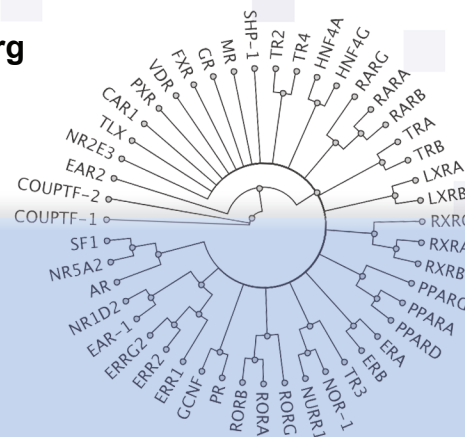 rg
SHP-1
TR2
TR4
HNF4A
HNF4G
RARG
RARA
RARB
TRA
TRB
LXRA
LXRB
RXRG
RXRA
RXRB
PPARG
PPARA
PPARD
ERA
ERB
TR3
NOR-1
NURR1
RORG
RORA
RORB
PR
GCNF
ERR1
ERR2
ERRG2
EAR-1
NR1D2
AR
NR5A2
SF1
COUPTF-1
COUPTF-2
EAR2
NR2E3
TLX
CAR1
PXR
VDR
FXR
GR
MR